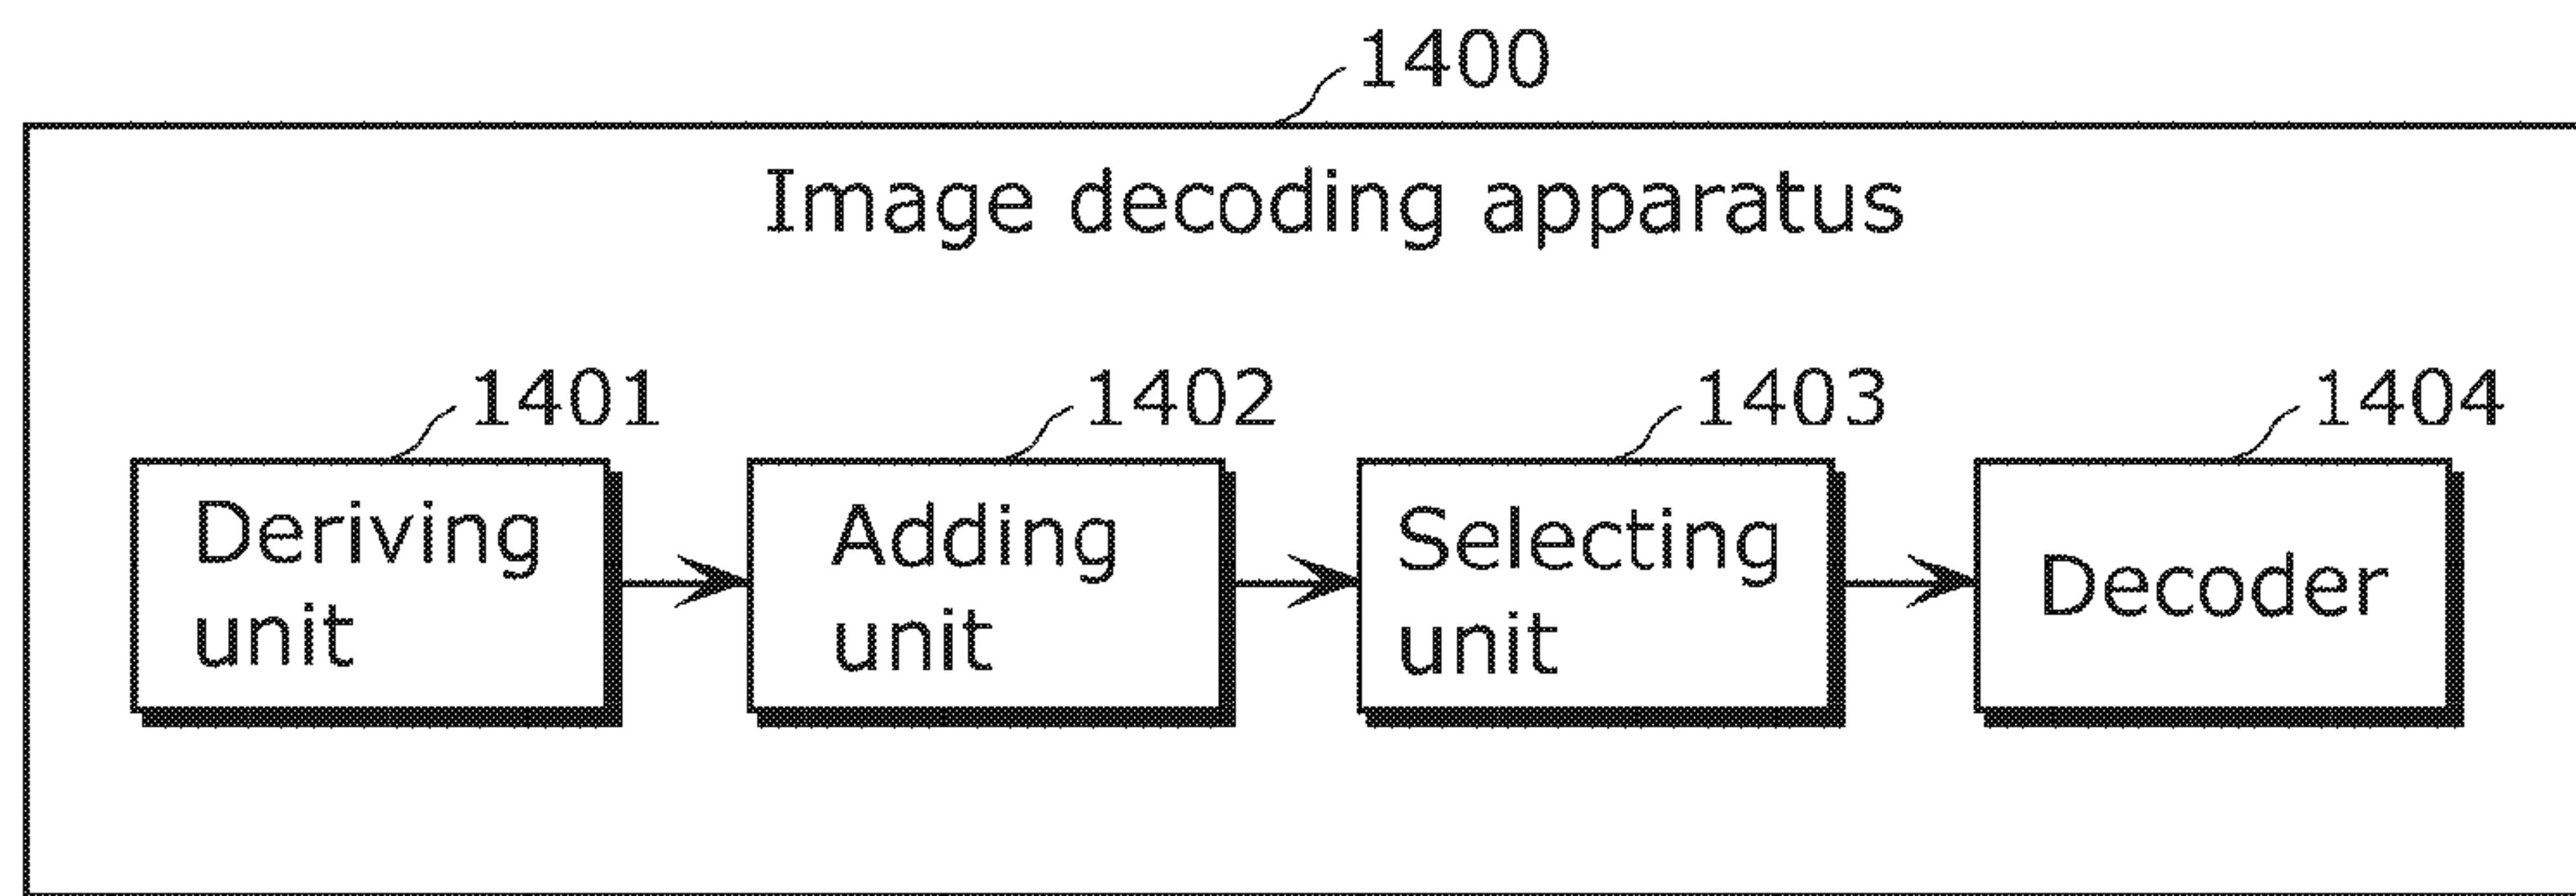 1400
Image decoding apparatus
1401
1402
1403
1404
Deriving
unit
Adding
unit
Selecting
unit
Decoder